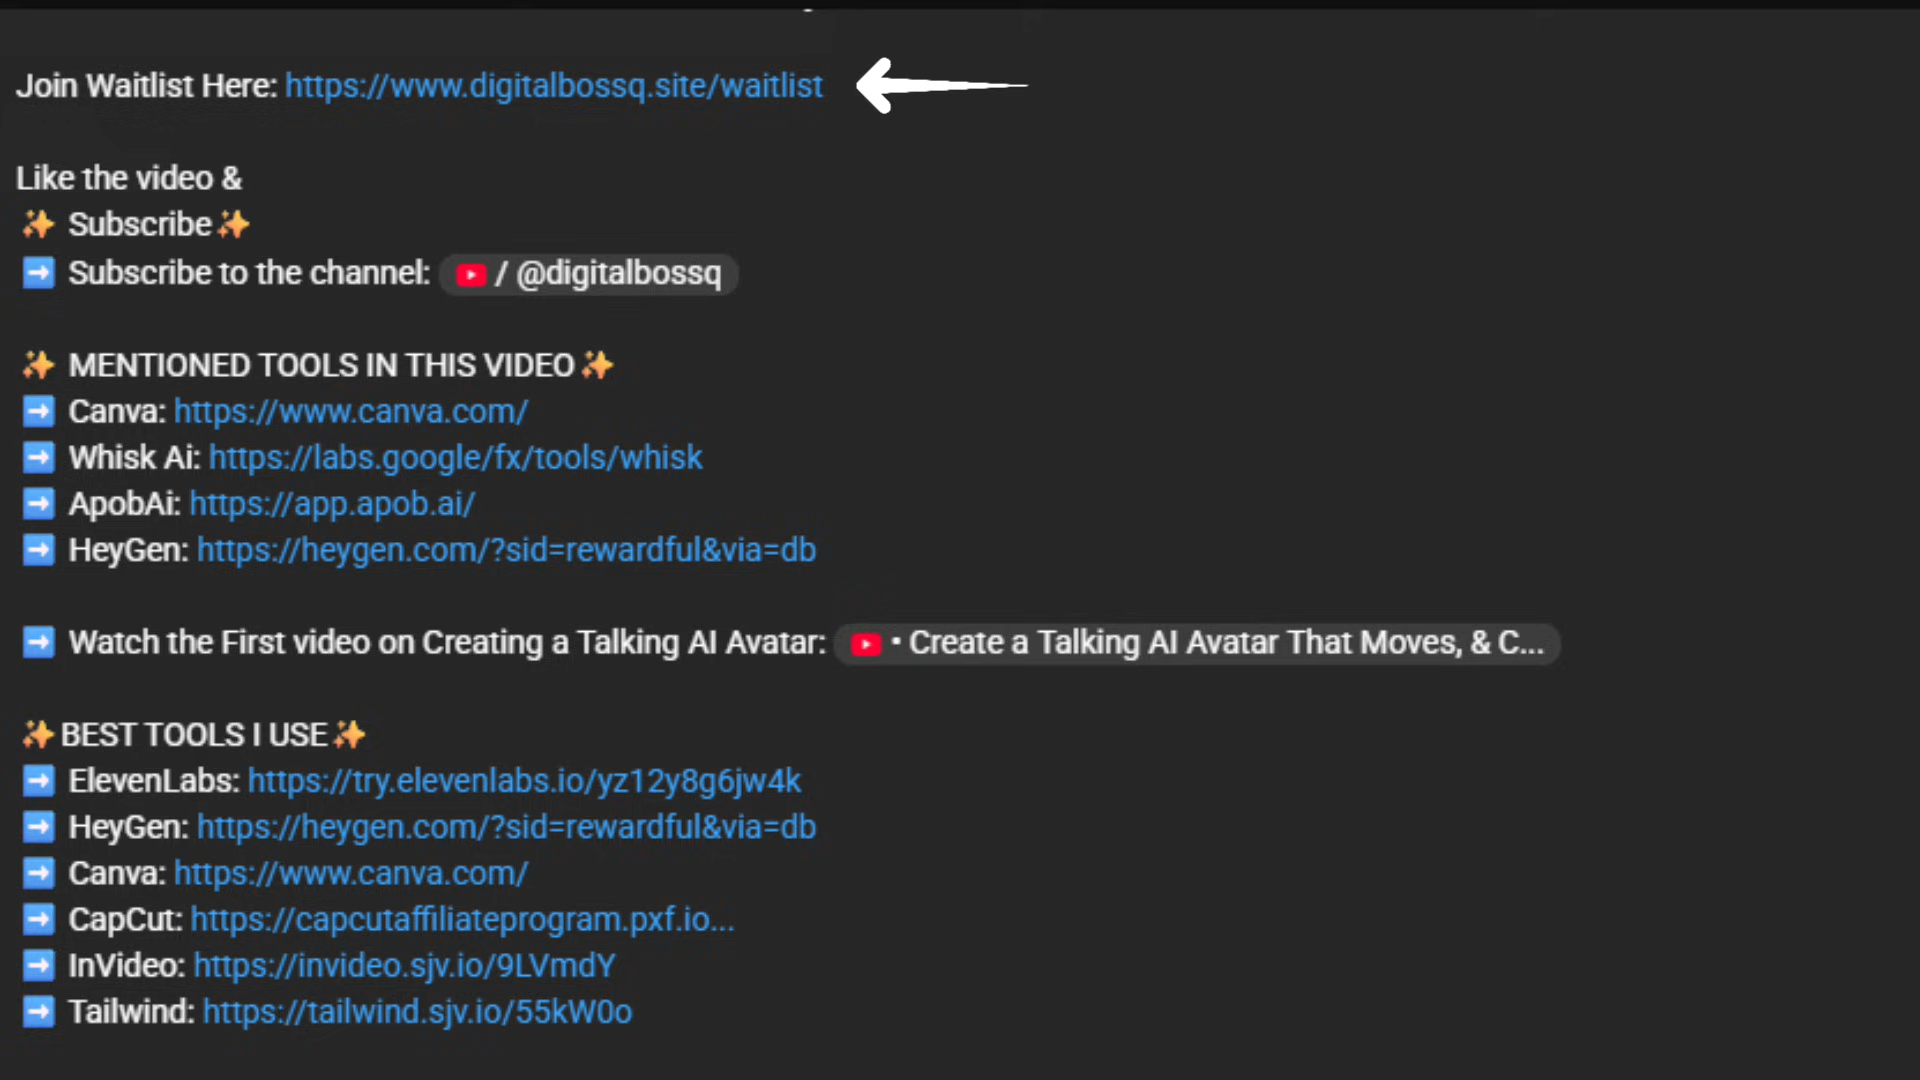 Join Waitlist Here: https://www.digitalbossq.site/waitlist
Like the video &
✨ Subscribe✨
➡️ Subscribe to the channel: / @digitalbossq
✨ MENTIONED TOOLS IN THIS VIDEO✨
➡️ Canva: https://www.canva.com/
➡️ Whisk Ai: https://labs.google/fx/tools/whisk
➡️ ApobAi: https://app.apob.ai/
➡️ HeyGen: https://heygen.com/?sid=rewardful&via=db
➡️ Watch the First video on Creating a Talking AI Avatar: • Create a Talking AI Avatar That Moves, & C...
✨BEST TOOLS I USE✨
➡️ ElevenLabs: https://try.elevenlabs.io/yz12y8g6jw4k
➡️ HeyGen: https://heygen.com/?sid=rewardful&via=db
➡️ Canva: https://www.canva.com/
➡️ CapCut: https://capcutaffiliateprogram.pxf.io...
➡️ InVideo: https://invideo.sjv.io/9LVmdY
➡️ Tailwind: https://tailwind.sjv.io/55kW0o